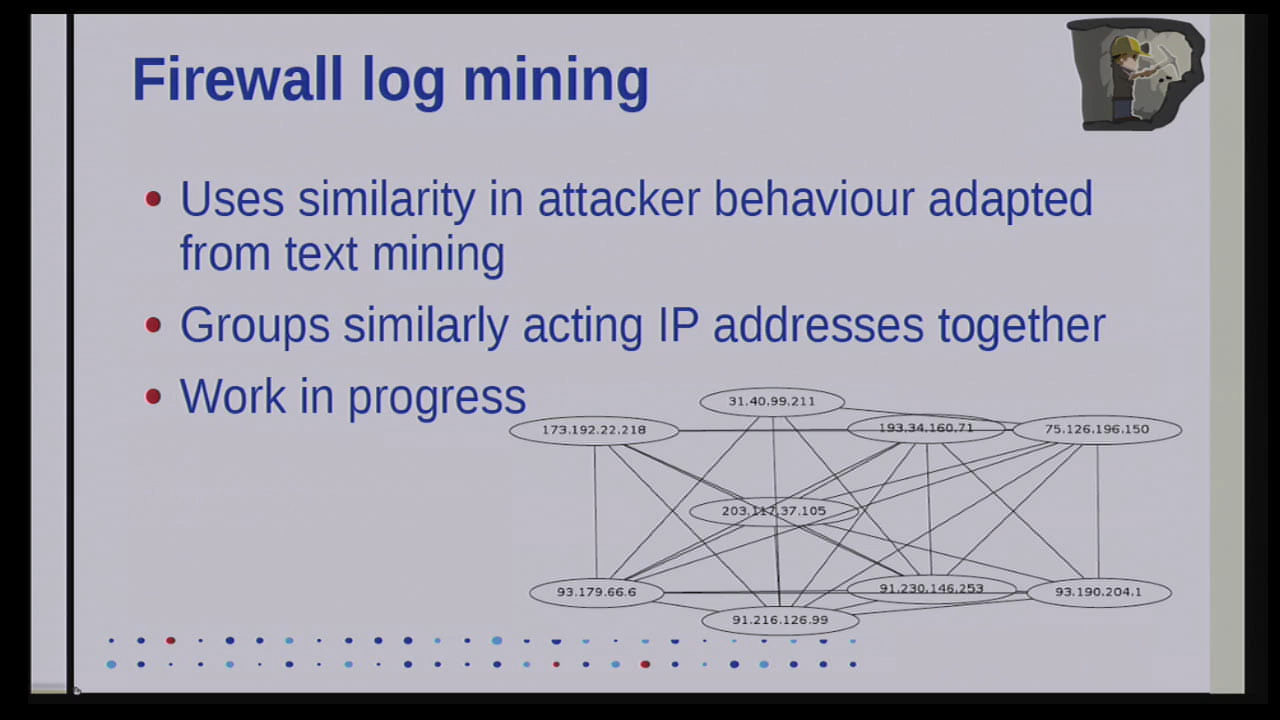 Firewall log mining
Uses similarity in attacker behaviour adapted
from text mining
Groups similarly acting IP addresses together
Work in progress
31.40.99.211
173.192.22.218
193.34.160.71
75.126.196.150
203.117.37.105
93.179.66.6
91.230.146.253
93.190.204.1
91.216.126.99